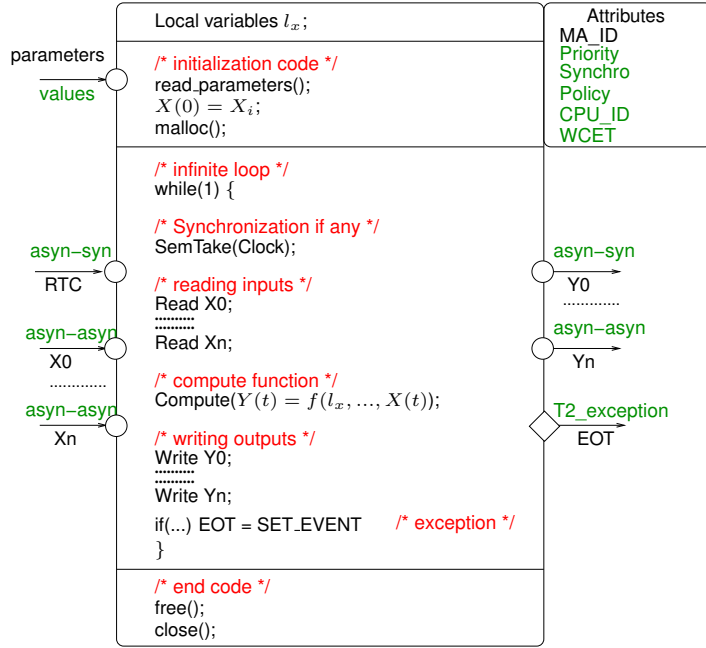 Local variables l_x;
Attributes
MA_ID
Priority
Synchro
Policy
CPU_ID
WCET
parameters
values
/* initialization code */
read_parameters();
X(0) = X_i;
malloc();
/* infinite loop */
while(1) {
/* Synchronization if any */
SemTake(Clock);
asyn-syn
RTC
asyn-syn
Y0
.............
/* reading inputs */
Read X0;
..........
..........
Read Xn;
asyn-asyn
X0
.............
asyn-asyn
Yn
/* compute function */
Compute(Y(t) = f(l_x, ..., X(t));
asyn-asyn
Xn
T2_exception
EOT
/* writing outputs */
Write Y0;
..........
..........
Write Yn;
if(...) EOT = SET_EVENT /* exception */
}
/* end code */
free();
close();